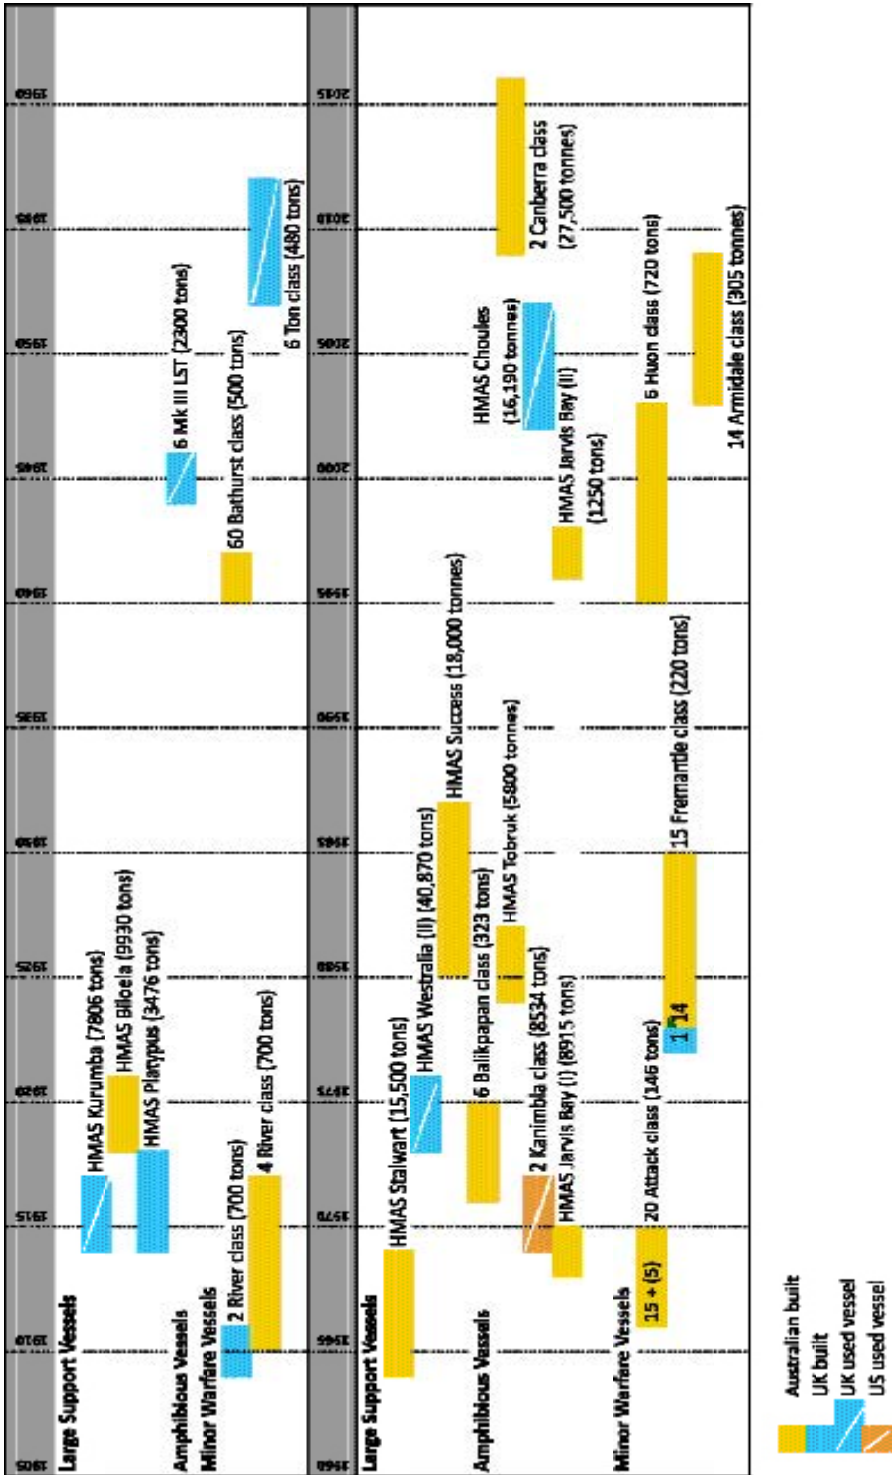 1905
1910
1915
1920
1925
1930
1935
1940
1945
1950
1955
1960
Large Support Vessels
HMAS Kurumba (7806 tons)
HMAS Biloela (9930 tons)
HMAS Platypus (3476 tons)
Amphibious Vessels
6 Mk III LST (2300 tons)
Minor Warfare Vessels
2 River class (700 tons)
60 Bathurst class (500 tons)
4 River class (700 tons)
6 Ton class (480 tons)
1960
1965
1970
1975
1980
1985
1990
1995
2000
2005
2010
2015
Large Support Vessels
HMAS Stalwart (15,500 tons)
HMAS Westralia (II) (40,870 tons)
HMAS Success (18,000 tonnes)
Amphibious Vessels
6 Balikpapan class (323 tons)
HMAS Tobruk (5800 tonnes)
HMAS Choules
(16,190 tonnes)
2 Canberra class
(27,500 tonnes)
2 Kanimbla class (8534 tons)
HMAS Jarvis Bay (I) (8915 tons)
HMAS Jarvis Bay (II)
(1250 tons)
Minor Warfare Vessels
15 + (5)
20 Attack class (146 tons)
6 Huon class (720 tons)
1
14
15 Fremantle class (220 tons)
14 Armidale class (305 tonnes)
Australian built
UK built
UK used vessel
US used vessel